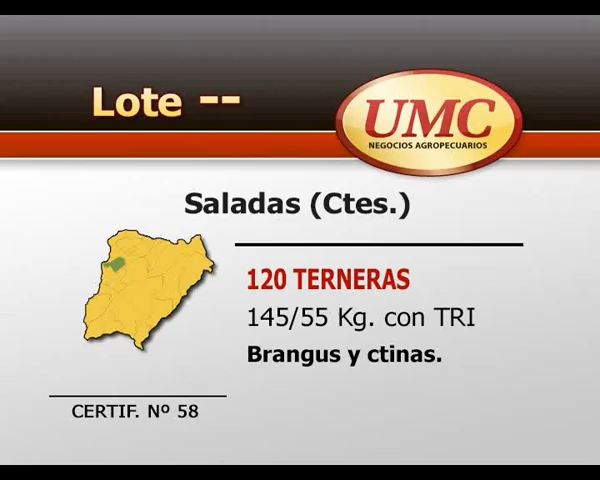 Lote --
UMC
NEGOCIOS AGROPECUARIOS
Saladas (Ctes.)
120 TERNERAS
145/55 Kg. con TRI
Brangus y ctinas.
CERTIF. Nº 58